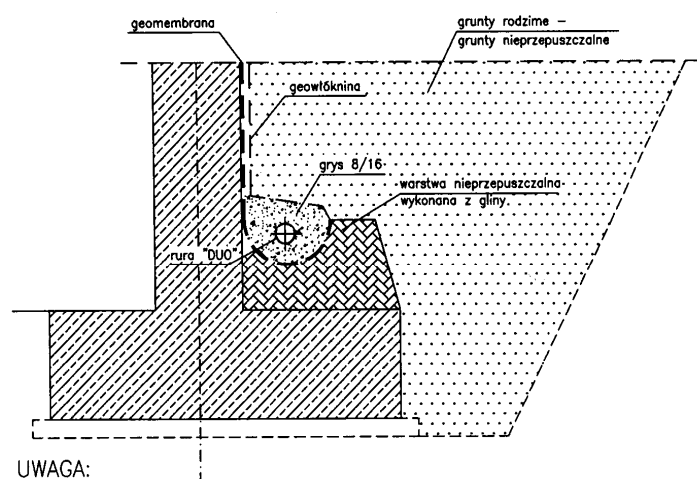 geomembrana
grunty rodzime –
grunty nieprzepuszczalne
geowłóknina
grys 8/16
warstwa nieprzepuszczalna
wykonana z gliny
rura "DUO"
UWAGA: